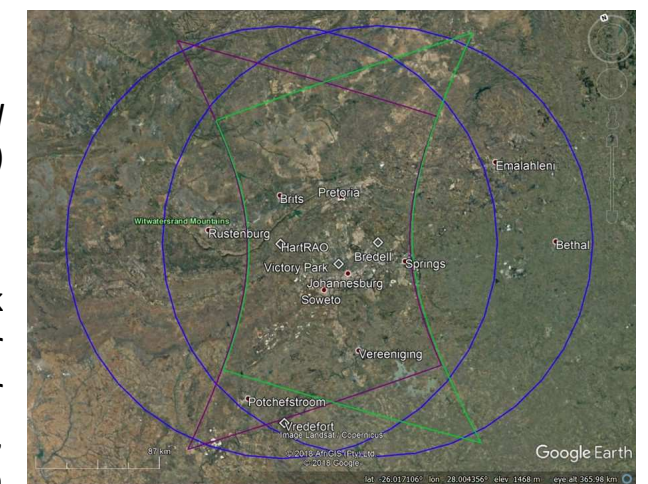 N
Emalahleni
Pretoria
Brits
Witwatersrand Mountains
Rustenburg
HartRAO
Bredell
Bethal
Victory Park
Springs
Johannesburg
Soweto
Vereeniging
Potchefstroom
Vredefort
Image Landsat / Copernicus
87 km
© 2018 AfriGIS (Pty) Ltd.
© 2018 Google
Google Earth
lat -26.017106° lon 28.004356° elev 1468 m eye alt 365.98 km